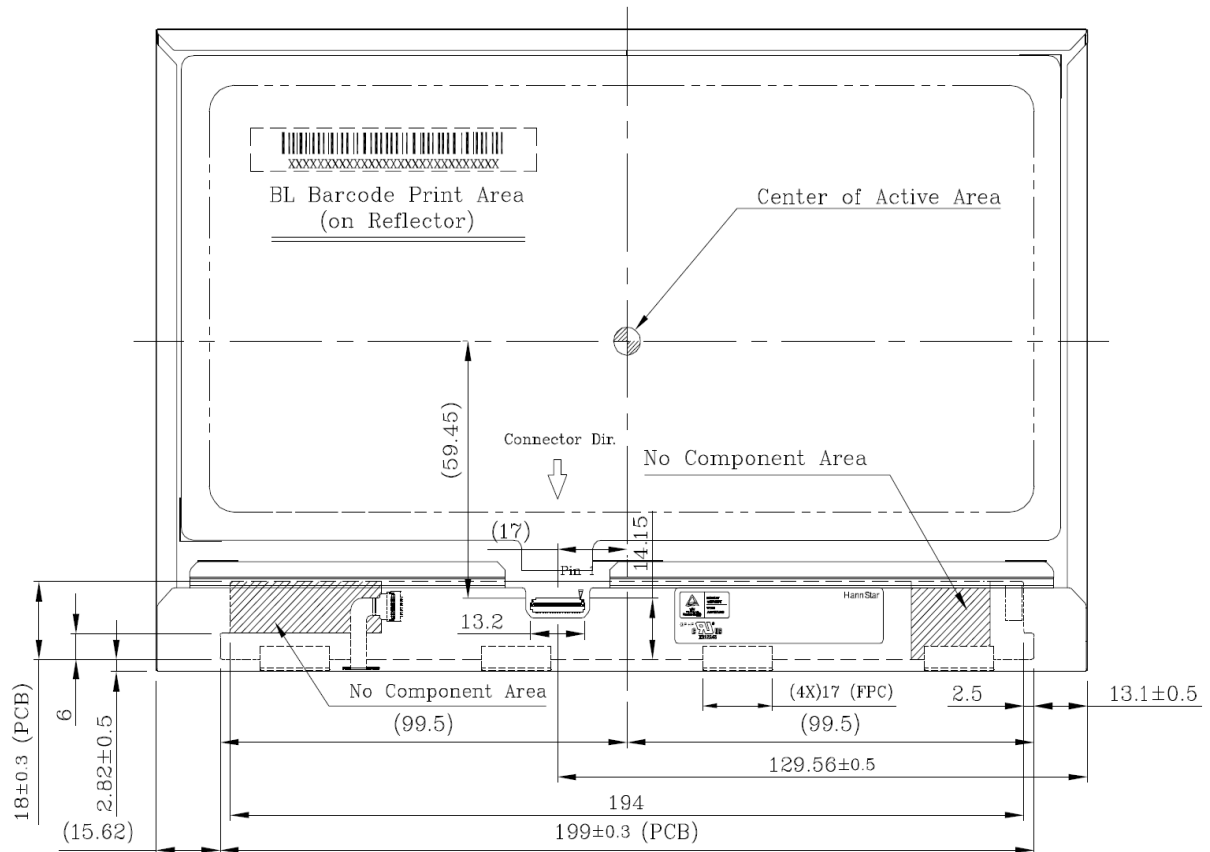 XXXXXXXXXXXXXXXXXXXXXXXXXXXXXX
BL Barcode Print Area
(on Reflector)
Center of Active Area
(59.45)
Connector Dir.
No Component Area
(17)
14.15
Pin 1
HannStar
13.2
No Component Area
(4X)17 (FPC)
2.5
13.1±0.5
(99.5)
(99.5)
18±0.3 (PCB)
6
2.82±0.5
129.56±0.5
194
(15.62)
199±0.3 (PCB)